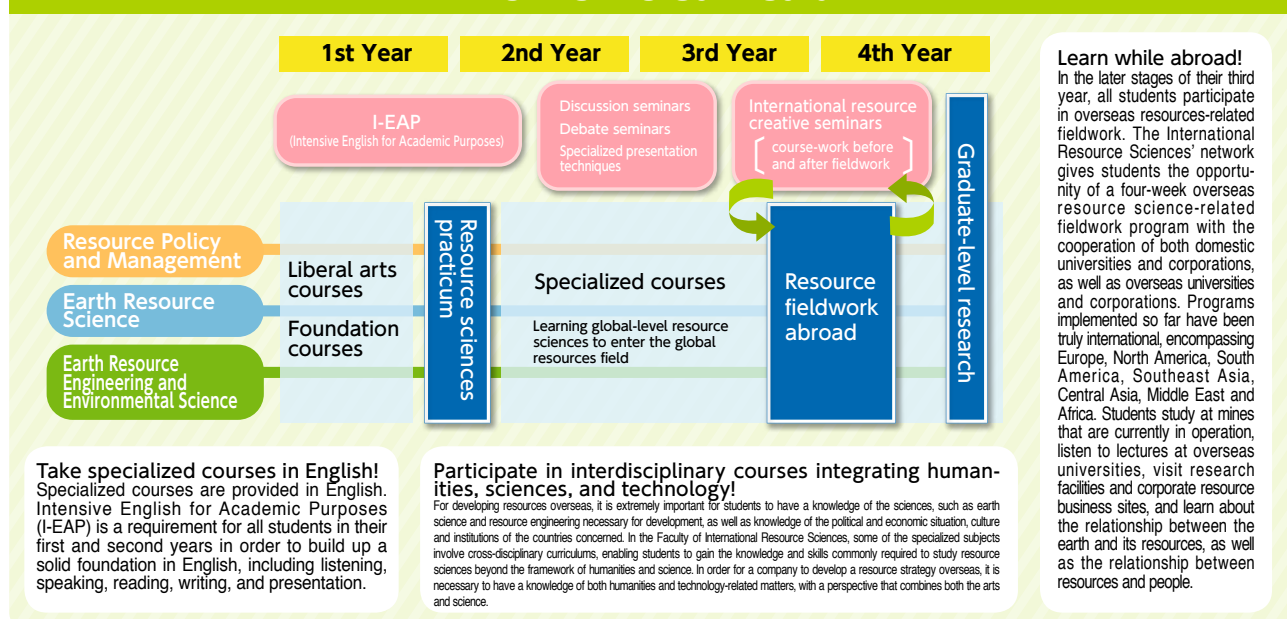 1st Year
2nd Year
3rd Year
4th Year
I-EAP
(Intensive English for Academic Purposes)
Discussion seminars
Debate seminars
Specialized presentation
techniques
International resource
creative seminars
course-work before
and after fieldwork
Resource Policy
and Management
Earth Resource
Science
Earth Resource
Engineering and
Environmental Science
Liberal arts
courses
Foundation
courses
Resource sciences
practicum
Specialized courses
Learning global-level resource
sciences to enter the global
resources field
Resource
fieldwork
abroad
Graduate-level research
Take specialized courses in English!
Specialized courses are provided in English.
Intensive English for Academic Purposes
(I-EAP) is a requirement for all students in their
first and second years in order to build up a
solid foundation in English, including listening,
speaking, reading, writing, and presentation.
Participate in interdisciplinary courses integrating human-
ities, sciences, and technology!
For developing resources overseas, it is extremely important for students to have a knowledge of the sciences, such as earth
science and resource engineering necessary for development, as well as knowledge of the political and economic situation, culture
and institutions of the countries concerned. In the Faculty of International Resource Sciences, some of the specialized subjects
involve cross-disciplinary curriculums, enabling students to gain the knowledge and skills commonly required to study resource
sciences beyond the framework of humanities and science. In order for a company to develop a resource strategy overseas, it is
necessary to have a knowledge of both humanities and technology-related matters, with a perspective that combines both the arts
and science.
Learn while abroad!
In the later stages of their third
year, all students participate
in overseas resources-related
fieldwork. The International
Resource Sciences' network
gives students the opportu-
nity of a four-week overseas
resource science-related
fieldwork program with the
cooperation of both domestic
universities and corporations,
as well as overseas universities
and corporations. Programs
implemented so far have been
truly international, encompassing
Europe, North America, South
America, Southeast Asia,
Central Asia, Middle East and
Africa. Students study at mines
that are currently in operation,
listen to lectures at overseas
universities, visit research
facilities and corporate resource
business sites, and learn about
the relationship between the
earth and its resources, as well
as the relationship between
resources and people.